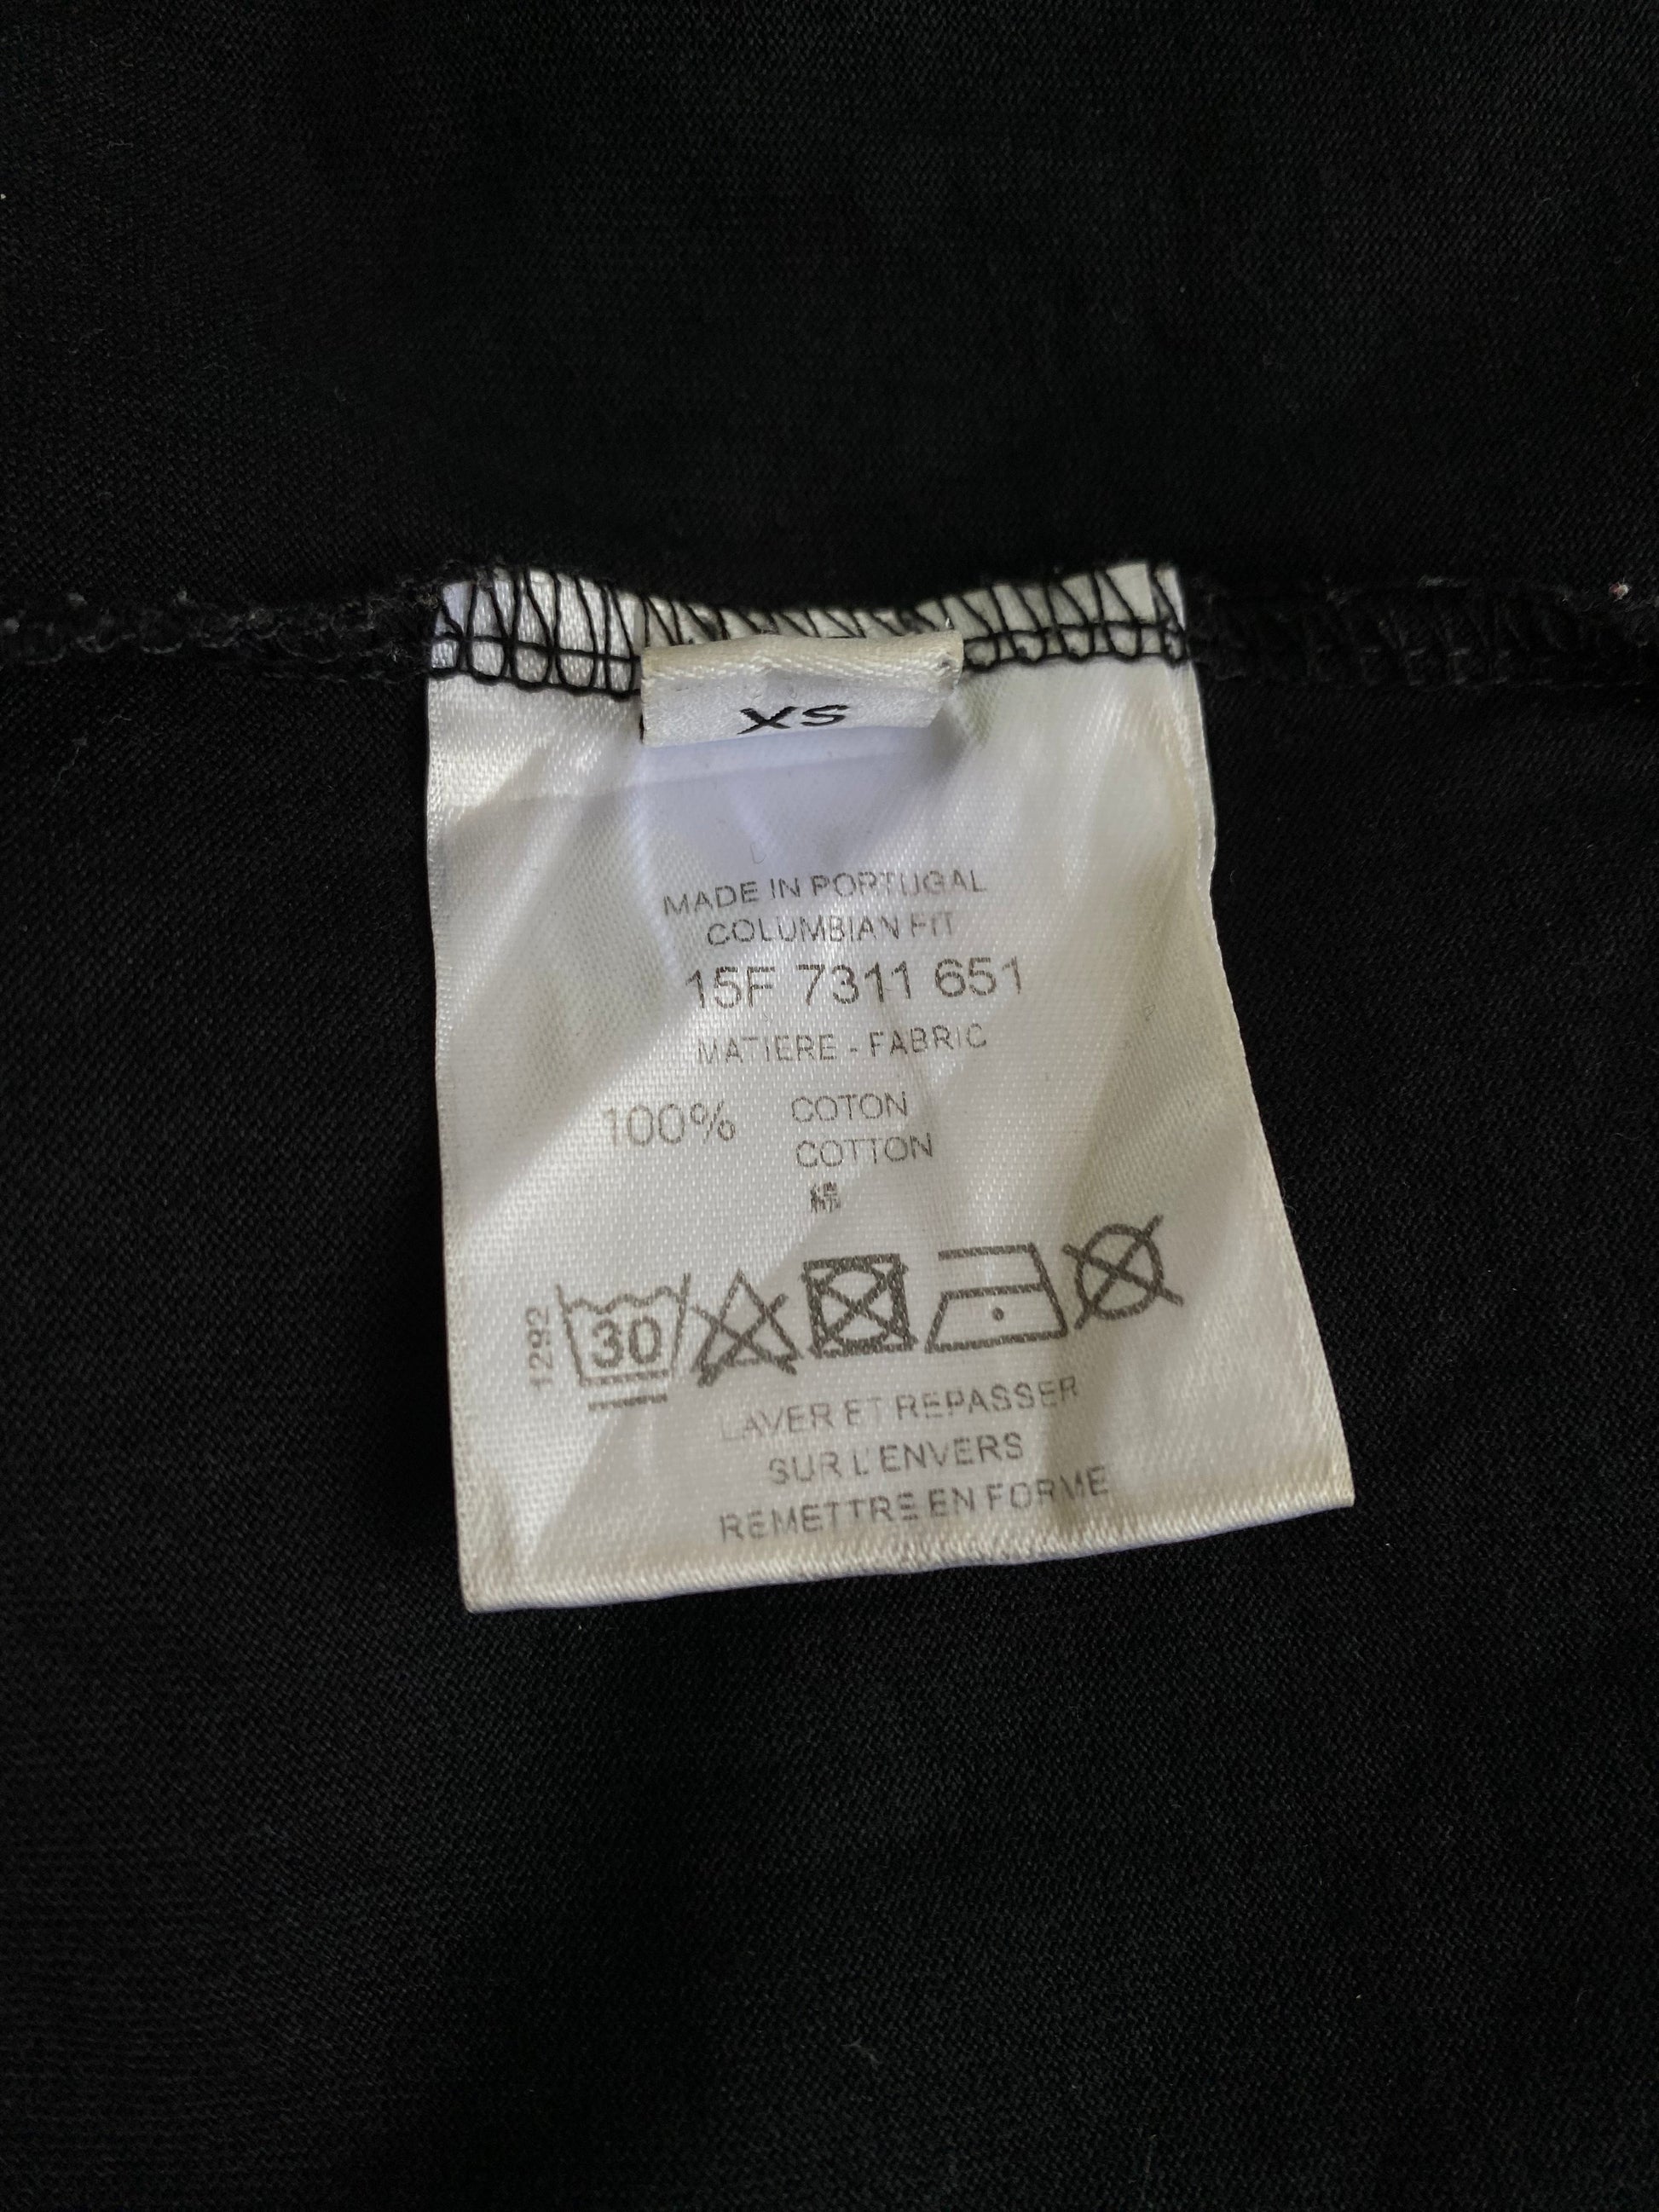 XS
MADE IN PORTUGAL
COLUMBIAN FIT
15F 7311 651
MATIERE - FABRIC
100% COTON
COTTON
1292
30
LAVER ET REPASSER
SUR L'ENVERS
REMETTRE EN FORME